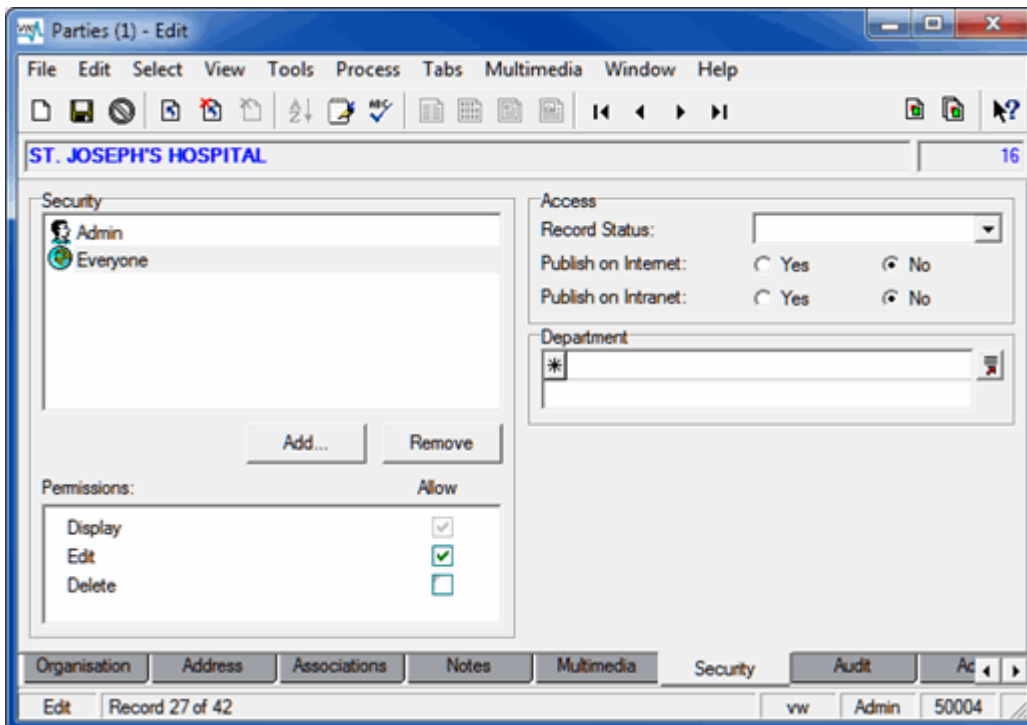 Parties (1) - Edit
File Edit Select View Tools Process Tabs Multimedia Window Help
ST. JOSEPH'S HOSPITAL 16
Security
Admin
Everyone
Add... Remove
Permissions: Allow
Display
Edit
Delete
Access
Record Status:
Publish on Internet: Yes No
Publish on Intranet: Yes No
Department
Organisation Address Associations Notes Multimedia Security Audit
Edit Record 27 of 42 vw Admin 50004